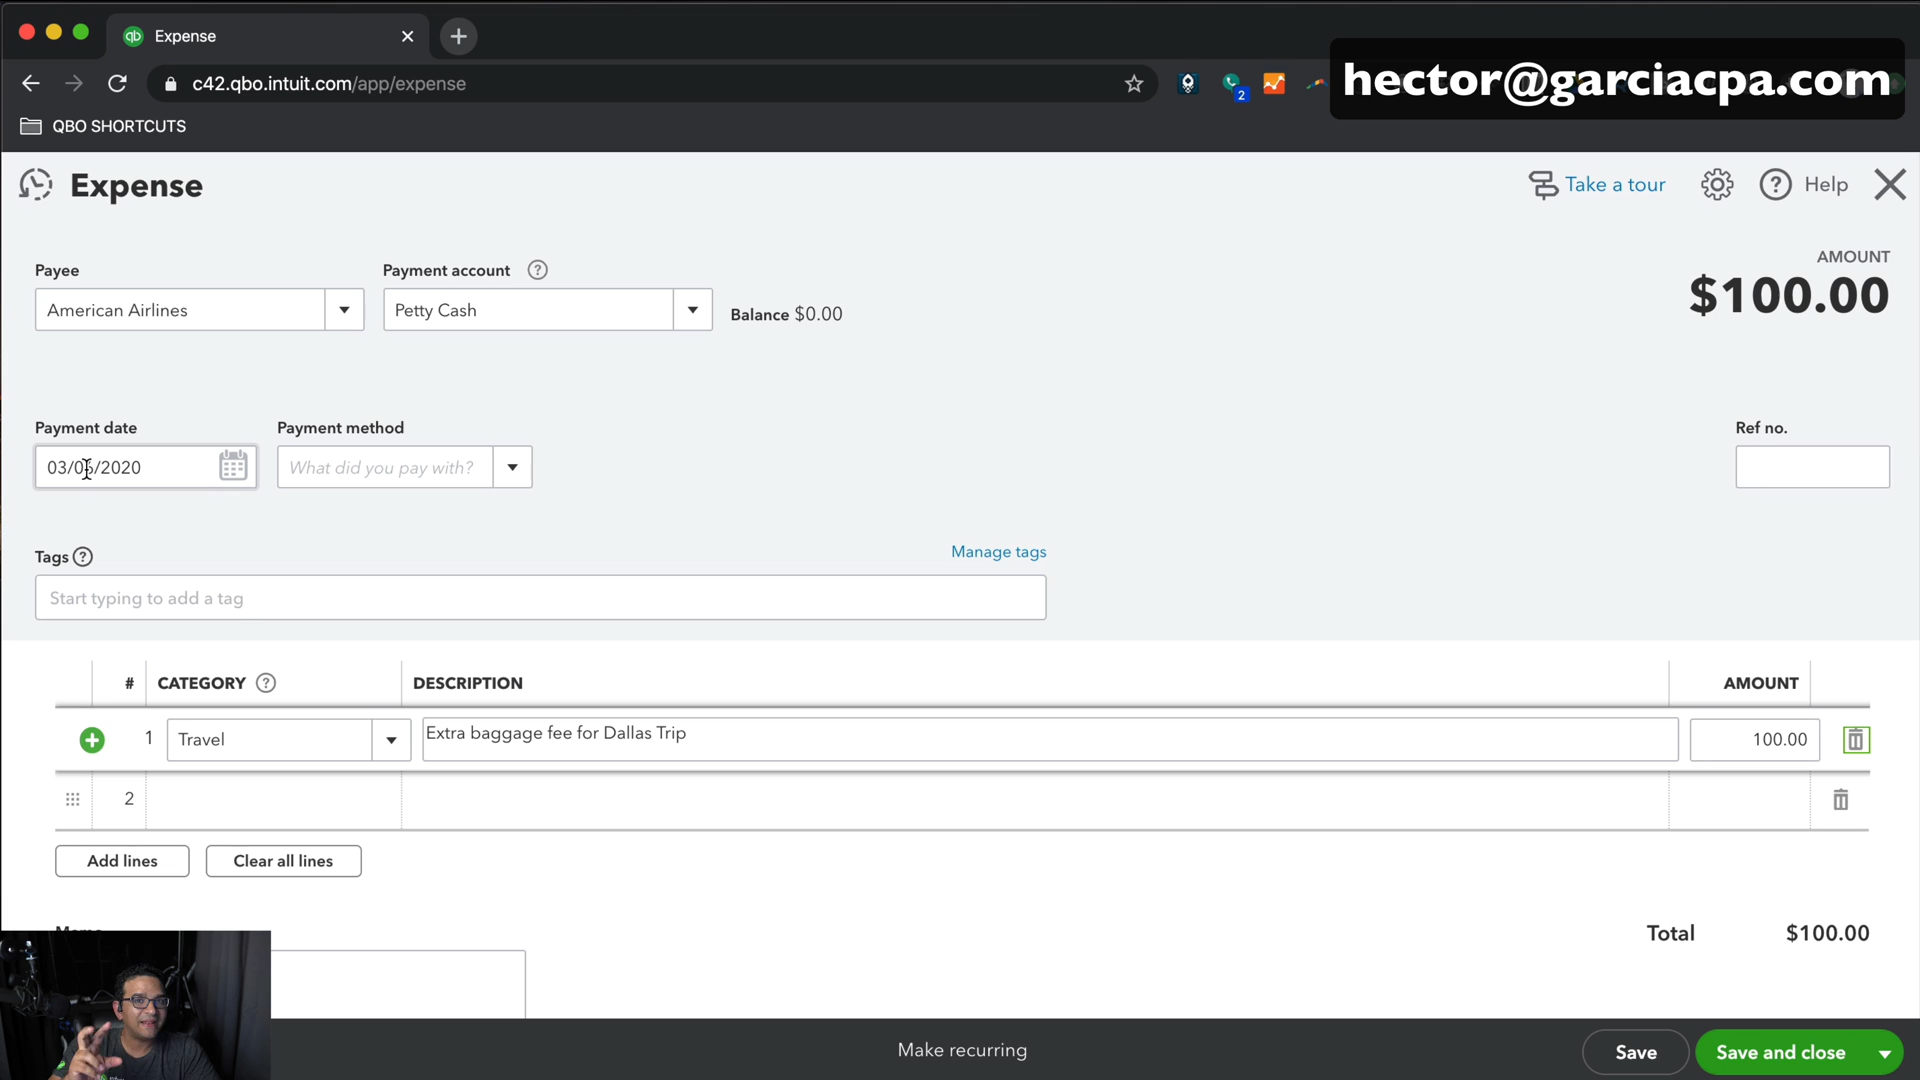 Expense
c42.qbo.intuit.com/app/expense
2
hector@garciacpa.com
QBO SHORTCUTS
Expense
Take a tour
Help
Payee
Payment account
AMOUNT
American Airlines
Petty Cash
Balance $0.00
$100.00
Payment date
Payment method
Ref no.
03/06/2020
What did you pay with?
Tags
Manage tags
Start typing to add a tag
# CATEGORY DESCRIPTION AMOUNT
1 Travel Extra baggage fee for Dallas Trip 100.00
2
Add lines
Clear all lines
Memo
Total $100.00
Make recurring
Save
Save and close